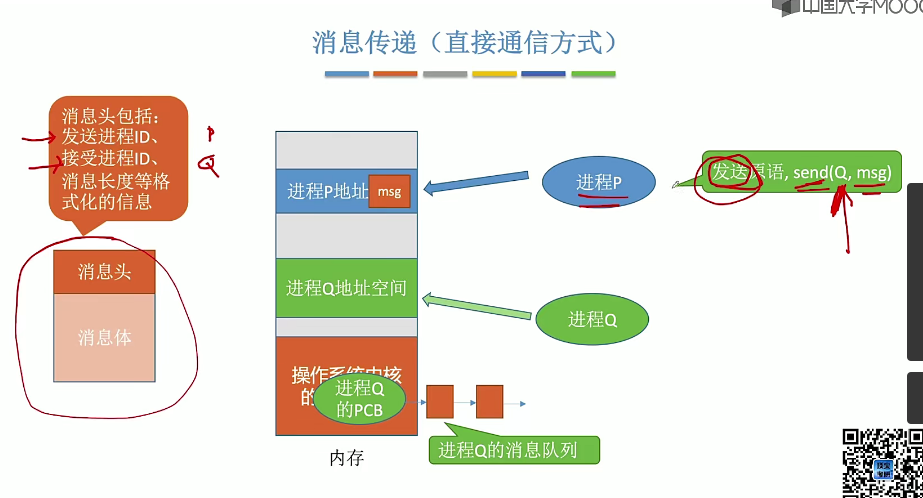 中国大学MOOC
消息传递（直接通信方式）
消息头包括：
发送进程ID、
接受进程ID、
消息长度等格
式化的信息
P
Q
消息头
消息体
进程P地址
msg
进程Q地址空间
操作系统内核
的
进程Q
的PCB
进程Q的消息队列
内存
进程P
进程Q
发送原语, send(Q, msg)